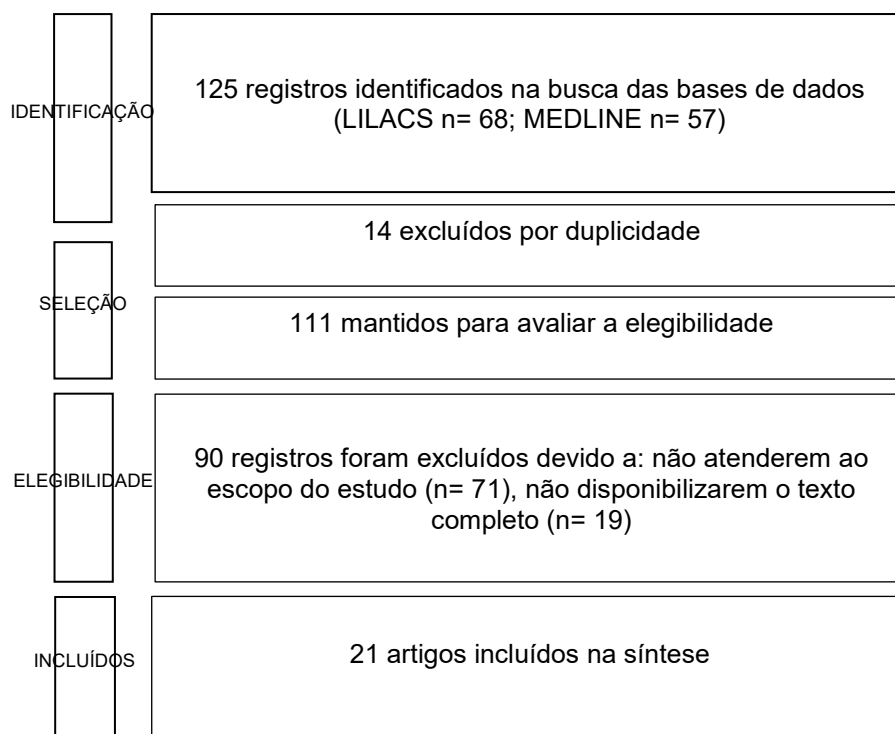 IDENTIFICAÇÃO
125 registros identificados na busca das bases de dados
(LILACS n= 68; MEDLINE n= 57)
SELEÇÃO
14 excluídos por duplicidade
111 mantidos para avaliar a elegibilidade
ELEGIBILIDADE
90 registros foram excluídos devido a: não atenderem ao
escopo do estudo (n= 71), não disponibilizarem o texto
completo (n= 19)
INCLUÍDOS
21 artigos incluídos na síntese